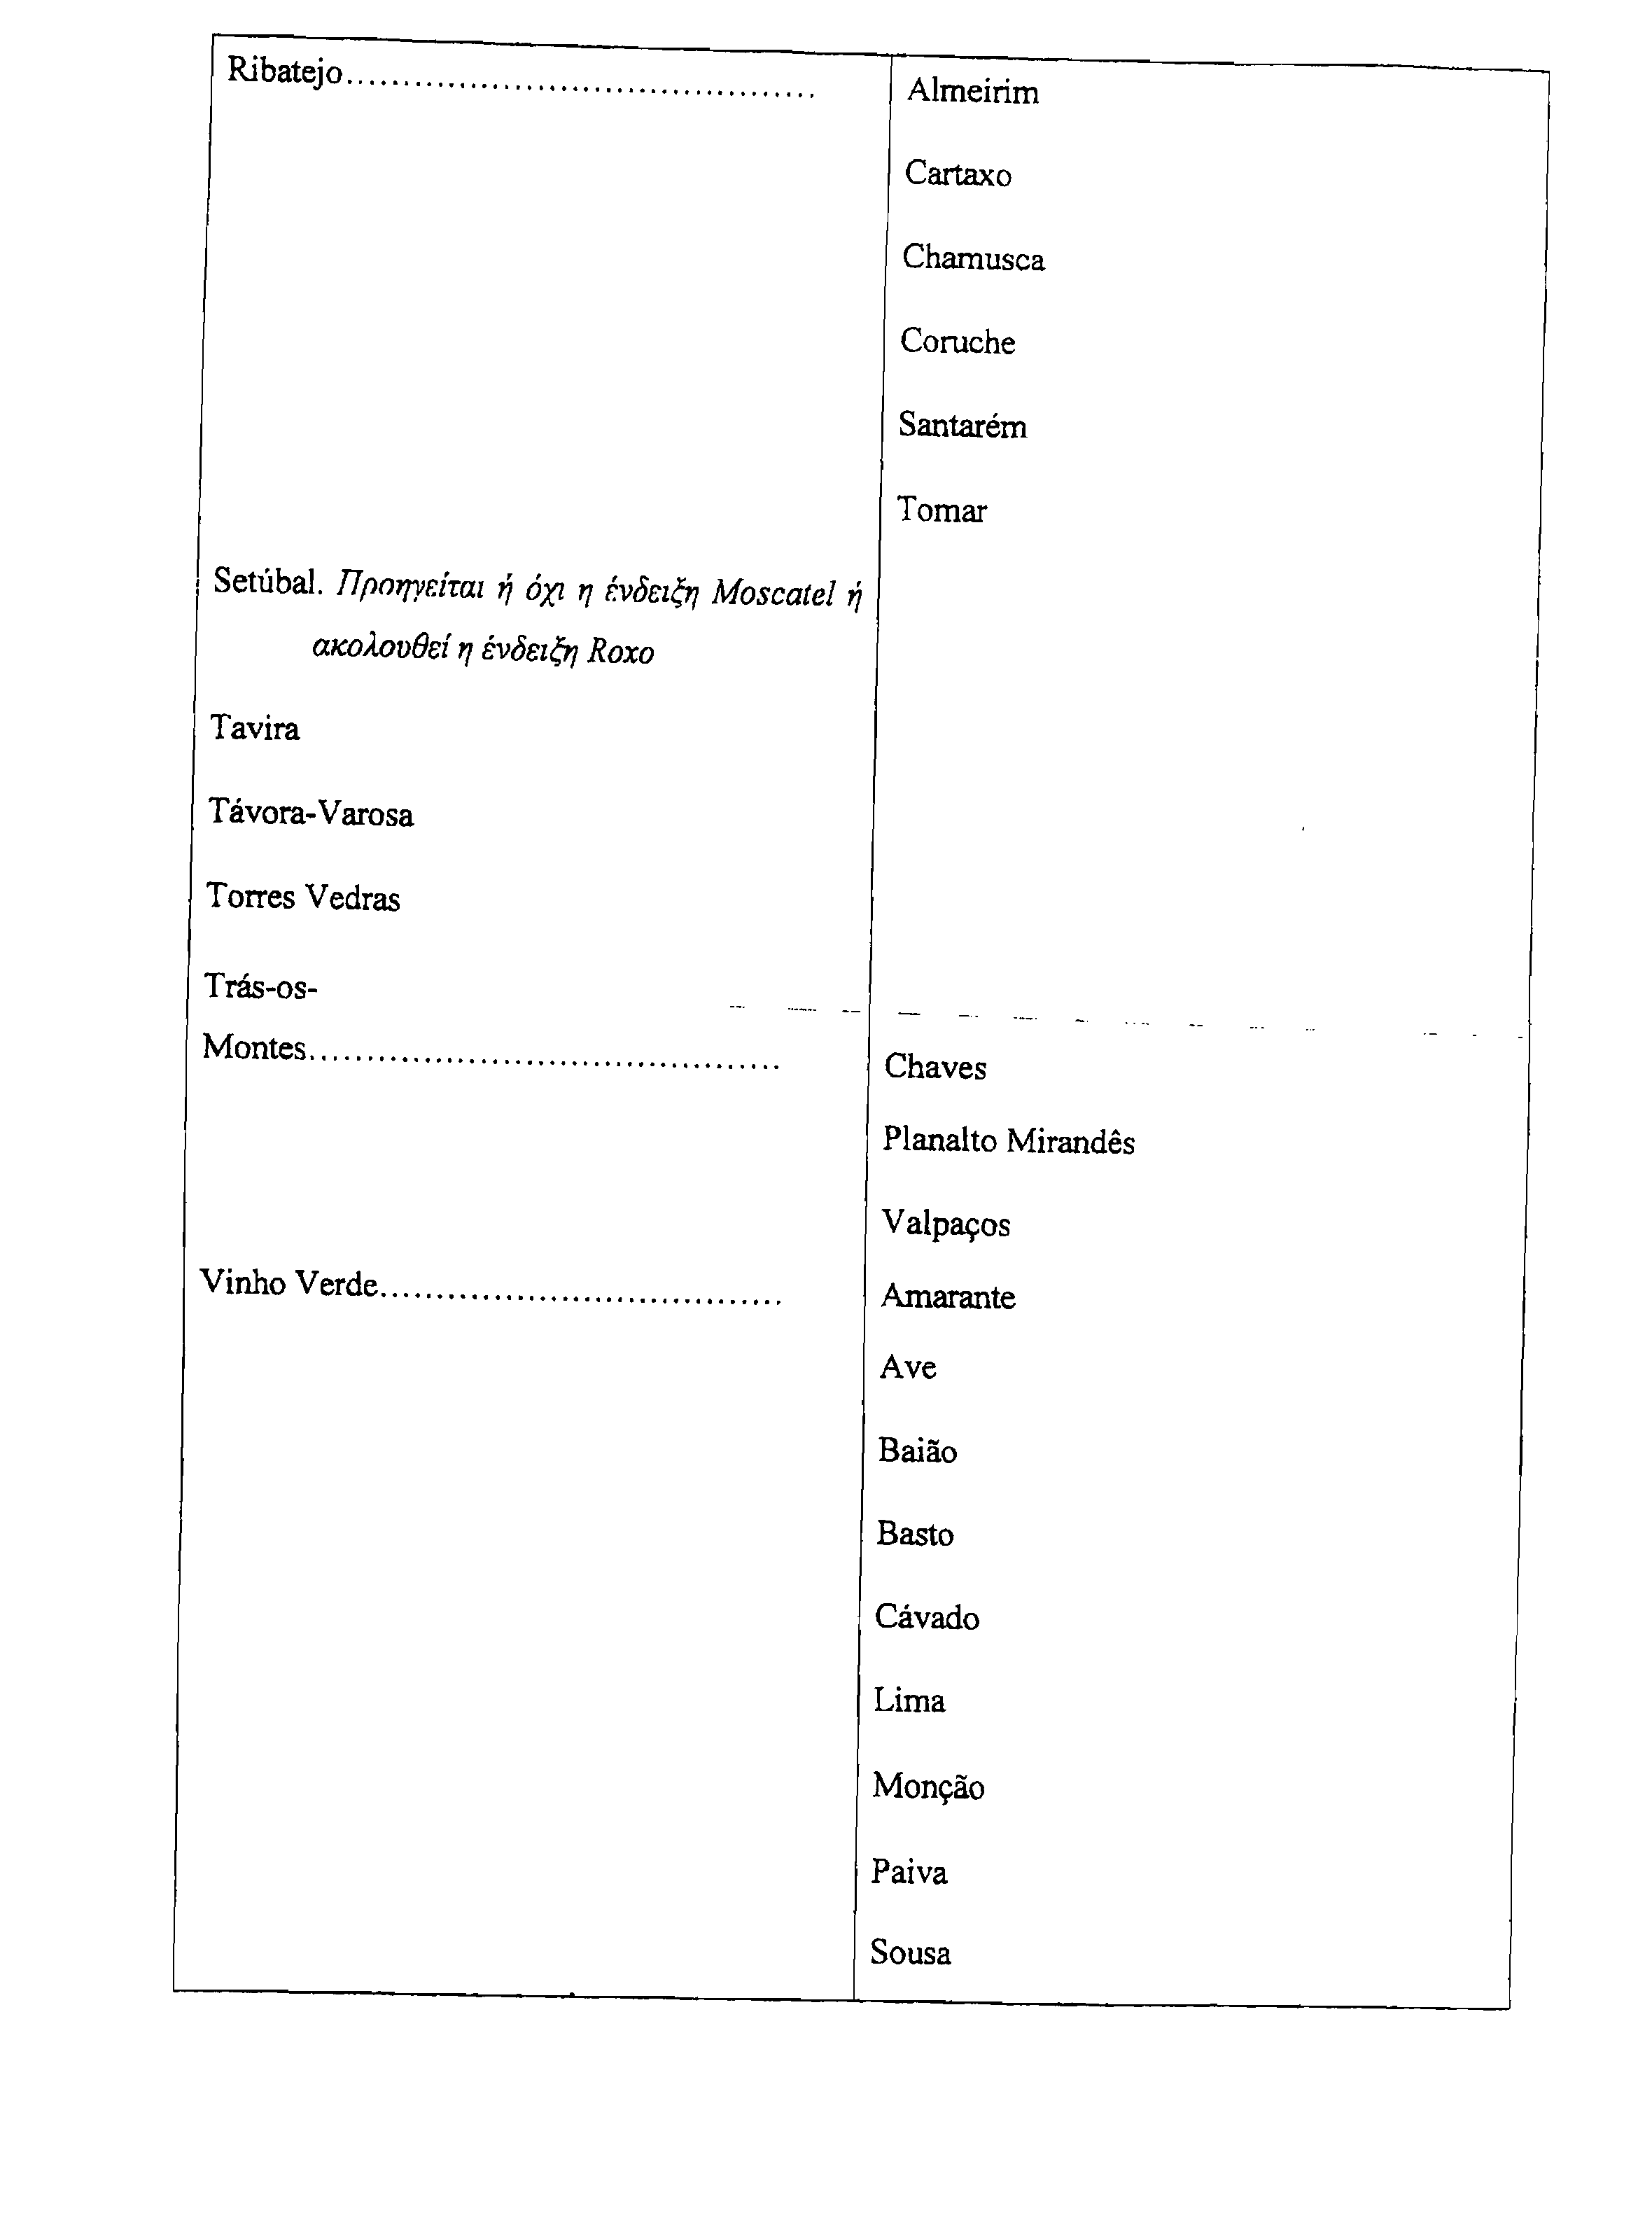 Ribatejo........................................ Almeirim
Cartaxo
Chamusca
Coruche
Santarém
Tomar
Setúbal. Προηγείται ή όχι η ένδειξη Moscatel ή
ακολουθεί η ένδειξη Roxo
Tavira
Távora-Varosa
Torres Vedras
Trás-os-
Montes........................................ Chaves
Planalto Mirandês
Valpaços
Vinho Verde.................................. Amarante
Ave
Baião
Basto
Cávado
Lima
Monção
Paiva
Sousa